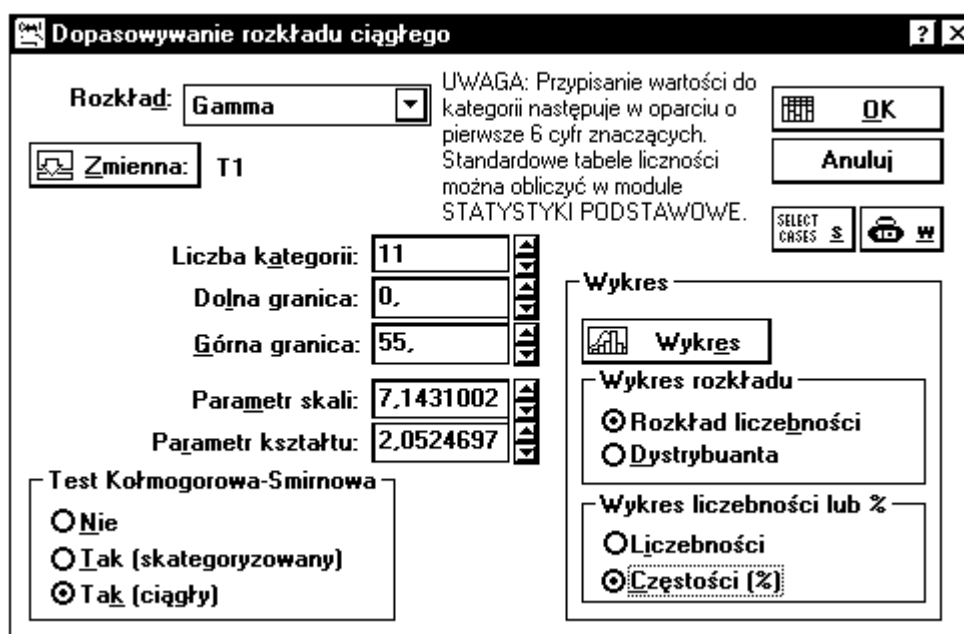 Dopasowywanie rozkładu ciągłego
Rozkład: Gamma
UWAGA: Przypisanie wartości do
kategorii następuje w oparciu o
pierwsze 6 cyfr znaczących.
Standardowe tabele liczności
można obliczyć w module
STATYSTYKI PODSTAWOWE.
OK
Anuluj
Zmienna: T1
SELECT
CASES S
W
Liczba kategorii: 11
Dolna granica: 0,
Górna granica: 55,
Parametr skali: 7,1431002
Parametr kształtu: 2,0524697
Test Kołmogorowa-Smirnowa
Nie
Tak (skategoryzowany)
Tak (ciągły)
Wykres
Wykres
Wykres rozkładu
Rozkład liczebności
Dystrybuanta
Wykres liczebności lub %
Liczebności
Częstości (%)